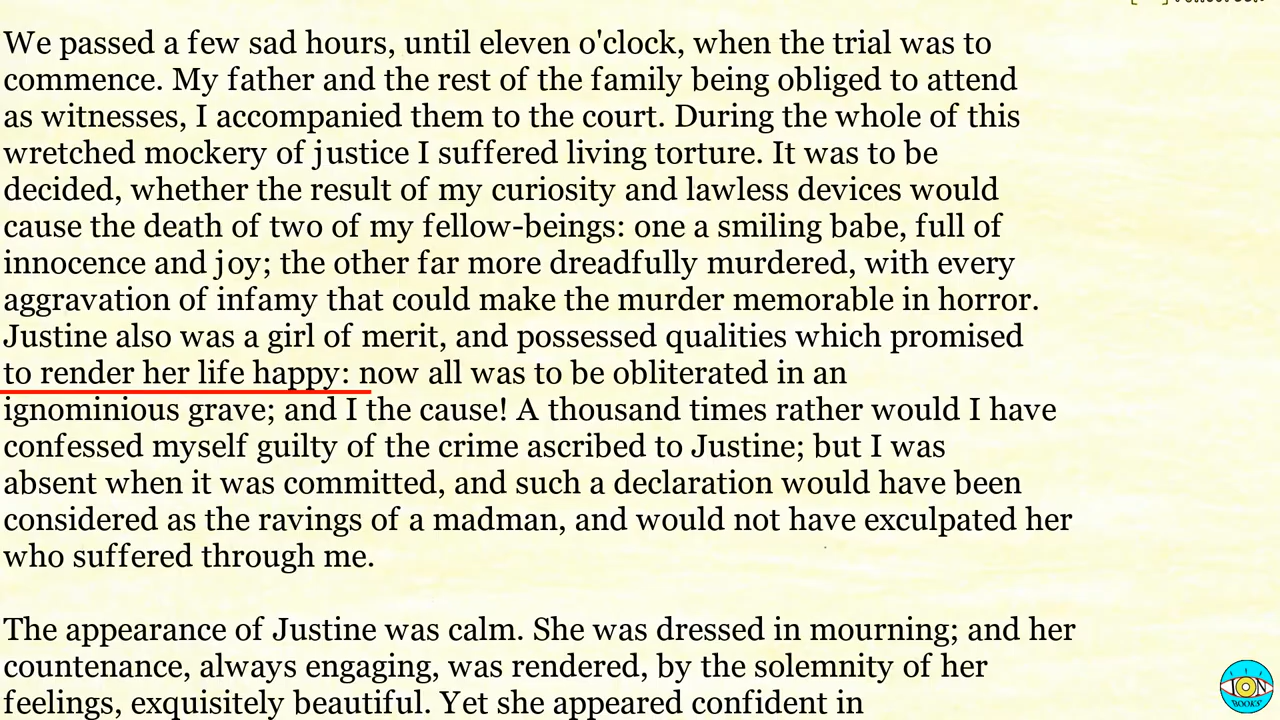 We passed a few sad hours, until eleven o'clock, when the trial was to
commence. My father and the rest of the family being obliged to attend
as witnesses, I accompanied them to the court. During the whole of this
wretched mockery of justice I suffered living torture. It was to be
decided, whether the result of my curiosity and lawless devices would
cause the death of two of my fellow-beings: one a smiling babe, full of
innocence and joy; the other far more dreadfully murdered, with every
aggravation of infamy that could make the murder memorable in horror.
Justine also was a girl of merit, and possessed qualities which promised
to render her life happy: now all was to be obliterated in an
ignominious grave; and I the cause! A thousand times rather would I have
confessed myself guilty of the crime ascribed to Justine; but I was
absent when it was committed, and such a declaration would have been
considered as the ravings of a madman, and would not have exculpated her
who suffered through me.
The appearance of Justine was calm. She was dressed in mourning; and her
countenance, always engaging, was rendered, by the solemnity of her
feelings, exquisitely beautiful. Yet she appeared confident in
ION
BOOKS